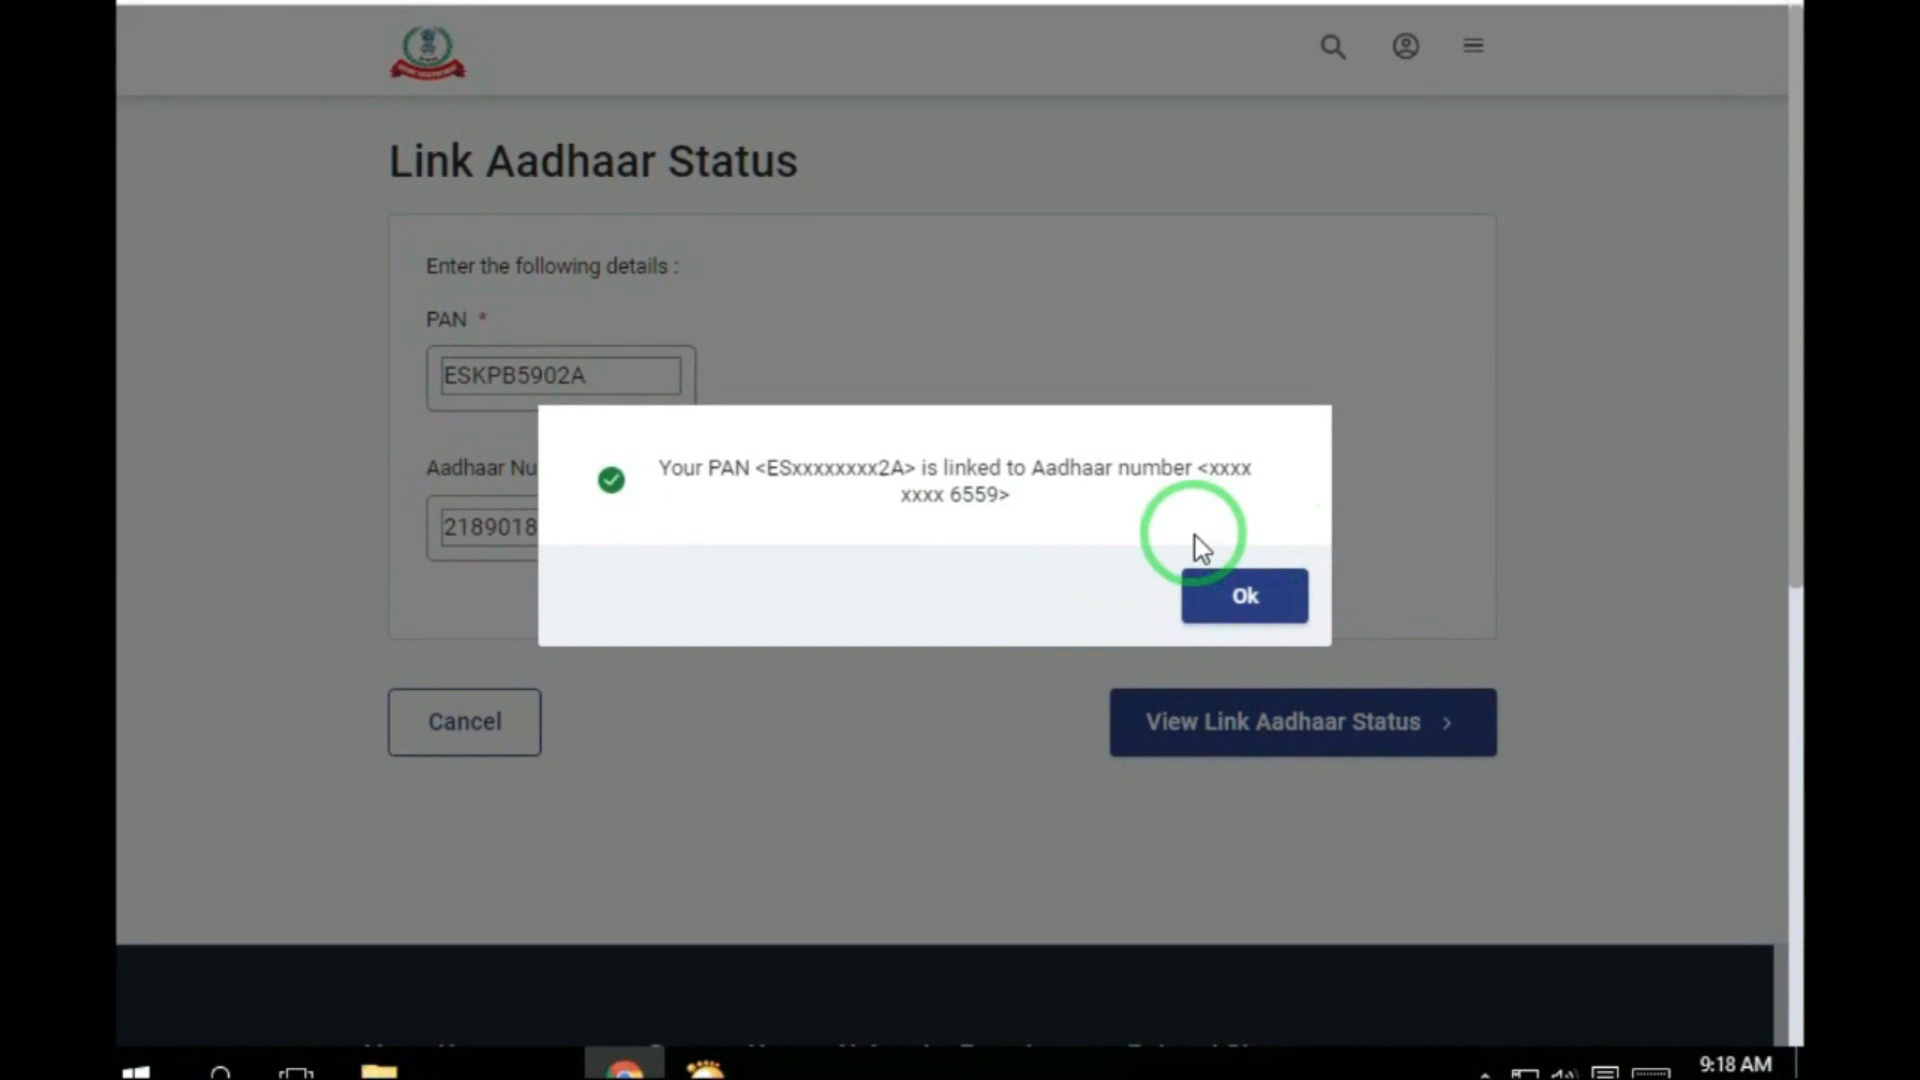 Link Aadhaar Status
Enter the following details :
PAN *
ESKPB5902A
Aadhaar Nu
2189018
Your PAN <ESxxxxxxxx2A> is linked to Aadhaar number <xxxx
xxxx 6559>
Ok
Cancel
View Link Aadhaar Status >
9:18 AM